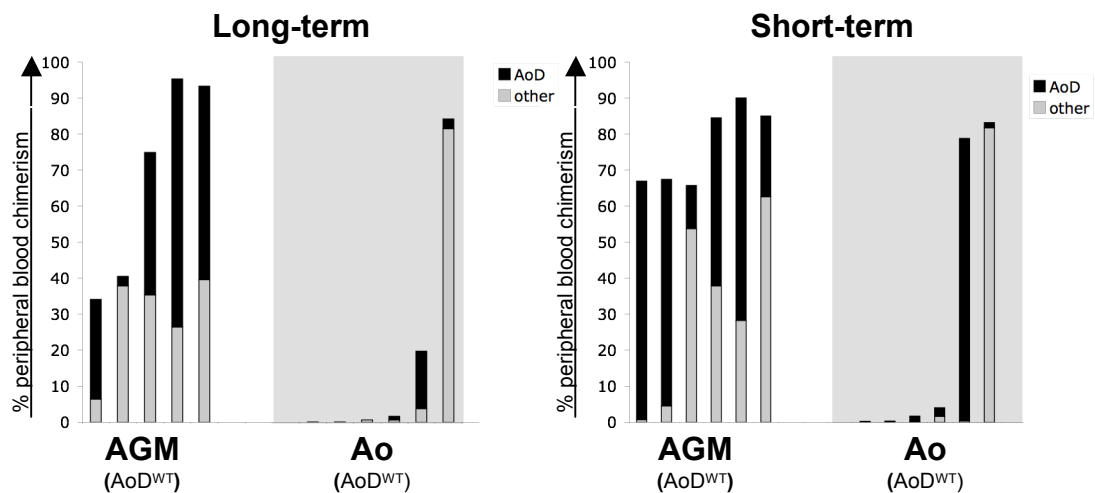 Long-term
% peripheral blood chimerism
100
90
80
70
60
50
40
30
20
10
0
AoD
other
AGM
(AoDWT)
Ao
(AoDWT)
Short-term
% peripheral blood chimerism
100
90
80
70
60
50
40
30
20
10
0
AoD
other
AGM
(AoDWT)
Ao
(AoDWT)